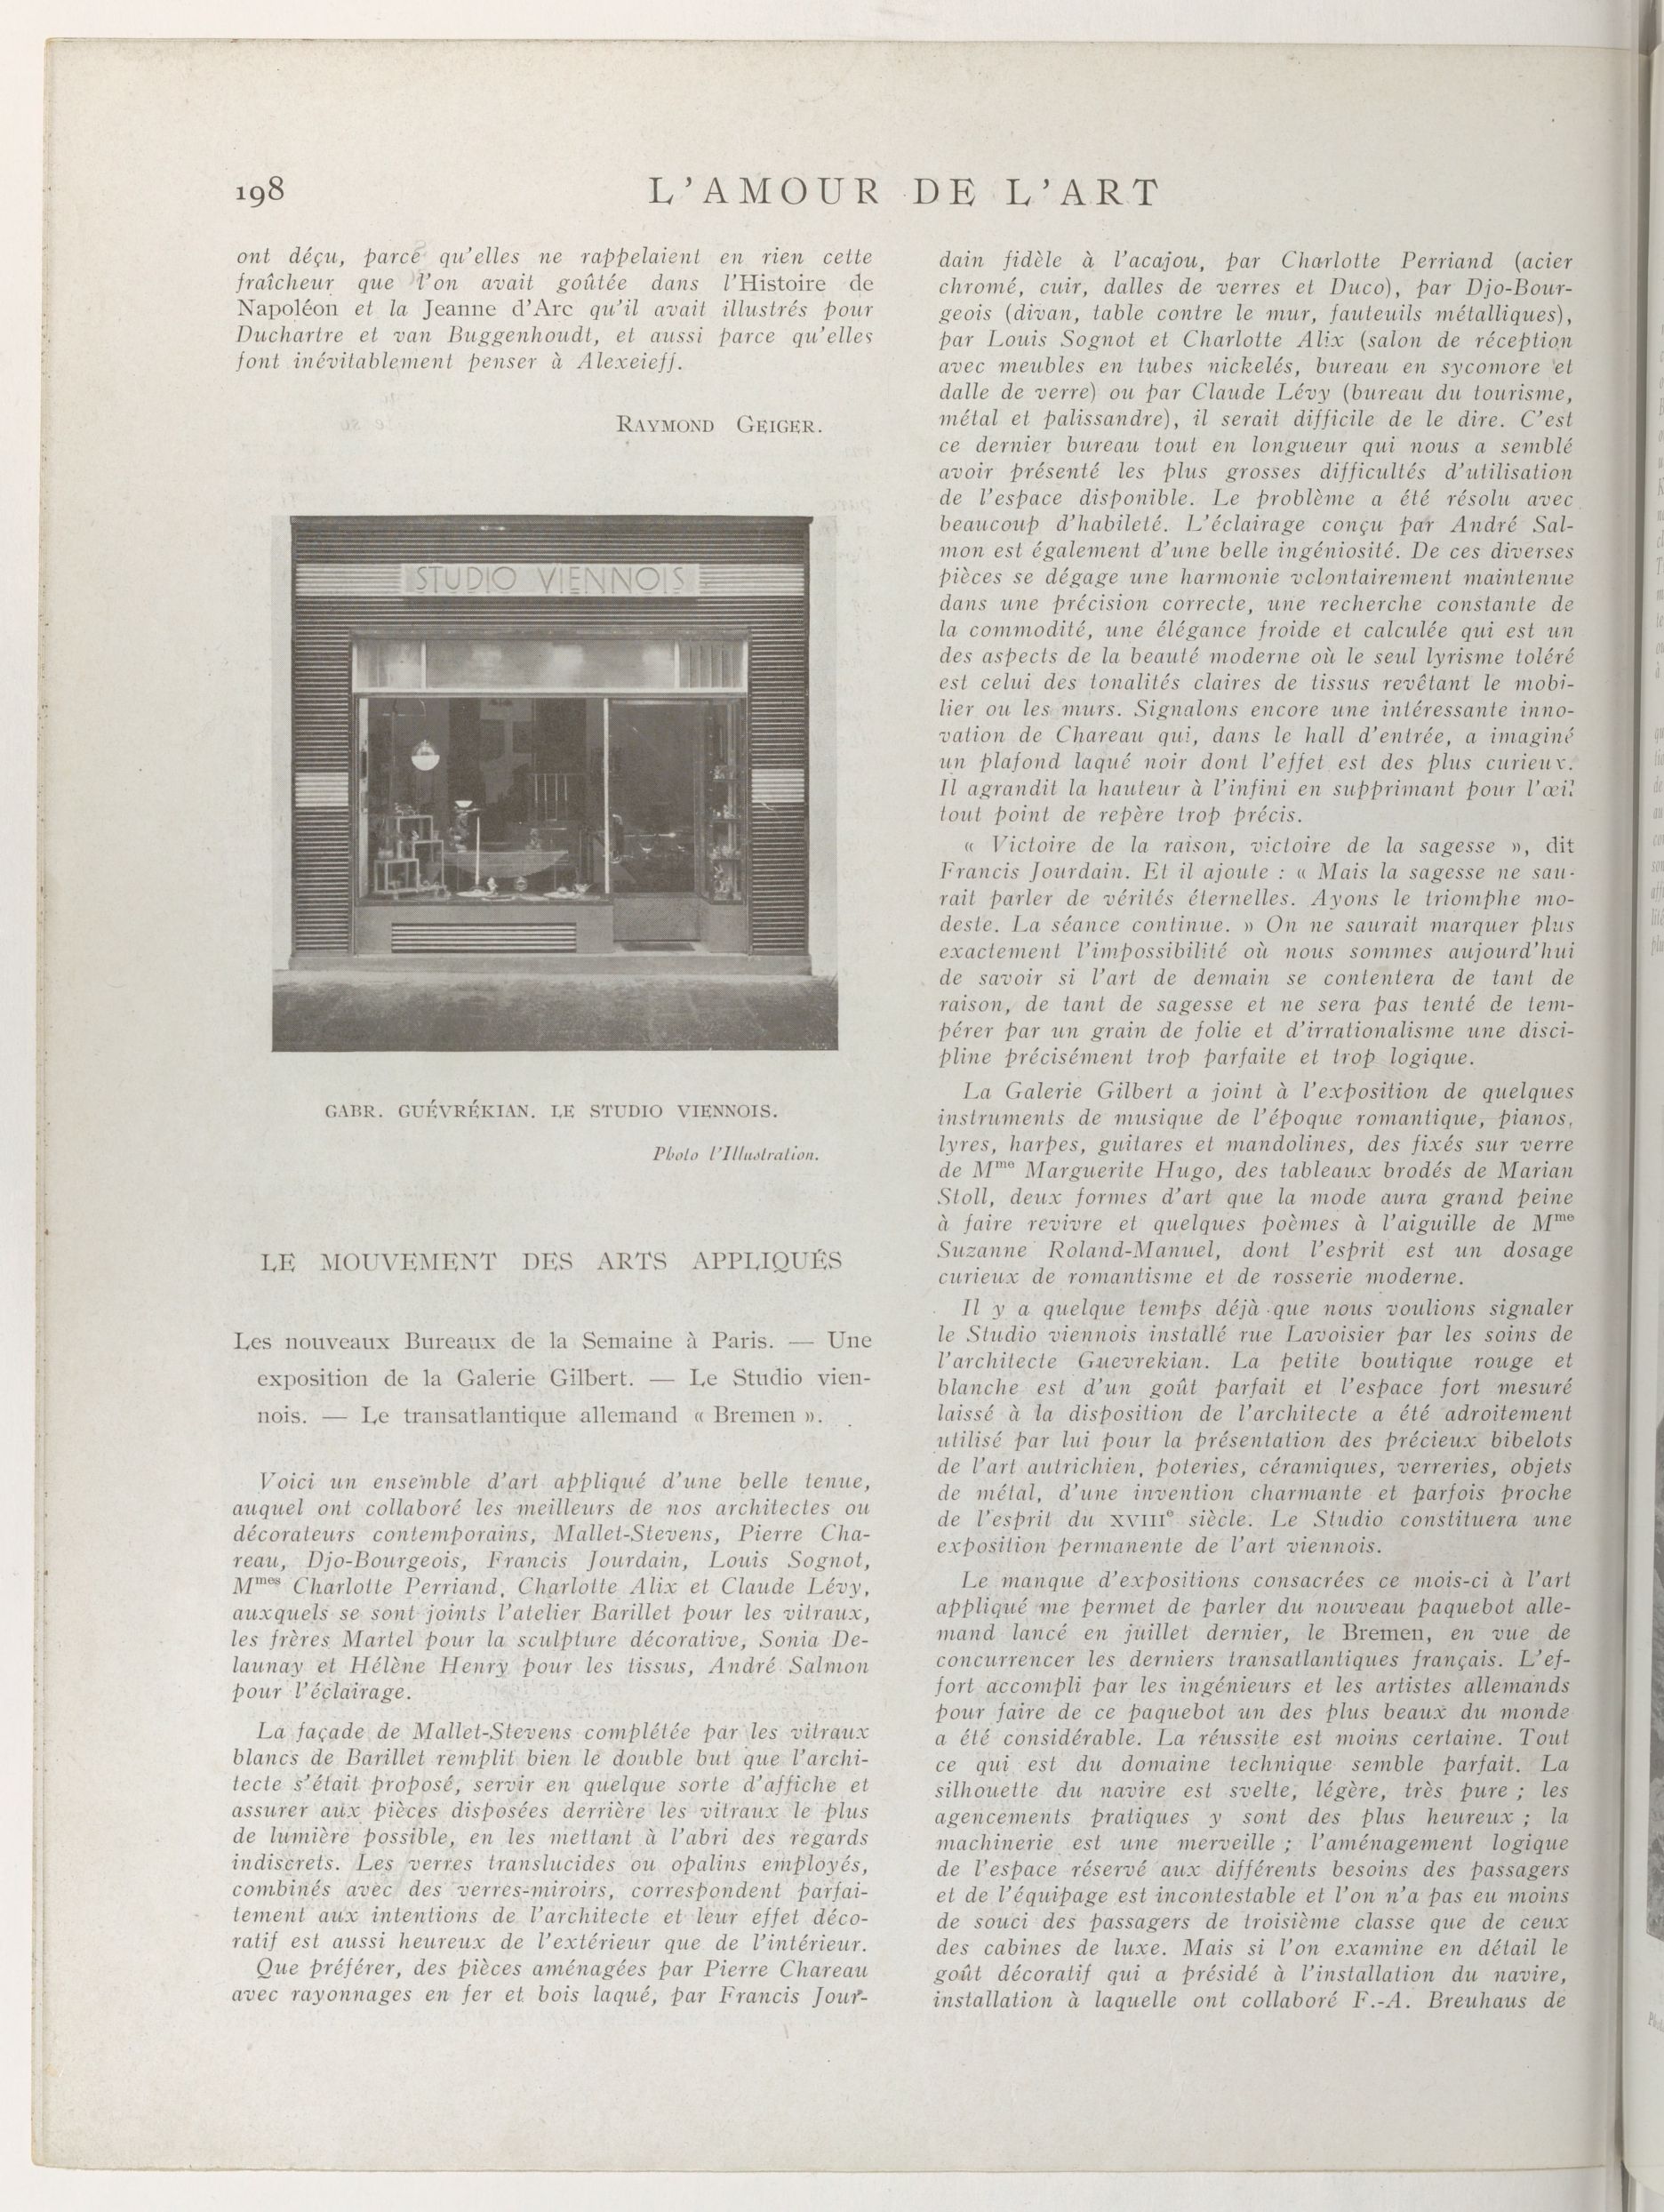 198
L'AMOUR DE L'ART
ont déçu, parce qu'elles ne rappelaient en rien cette
fraîcheur que l'on avait goûtée dans l'Histoire de
Napoléon et la Jeanne d'Arc qu'il avait illustrés pour
Duchartre et van Buggenhoudt, et aussi parce qu'elles
font inévitablement penser à Alexeieff.
RAYMOND GEIGER.
STUDIO VIENNOIS
GABR. GUÉVRÉKIAN. LE STUDIO VIENNOIS.
Photo l'Illustration.
LE MOUVEMENT DES ARTS APPLIQUÉS
Les nouveaux Bureaux de la Semaine à Paris. — Une
exposition de la Galerie Gilbert. — Le Studio vien-
nois. — Le transatlantique allemand « Bremen ».
Voici un ensemble d'art appliqué d'une belle tenue,
auquel ont collaboré les meilleurs de nos architectes ou
décorateurs contemporains, Mallet-Stevens, Pierre Cha-
reau, Djo-Bourgeois, Francis Jourdain, Louis Sognot,
Mmes Charlotte Perriand, Charlotte Alix et Claude Lévy,
auxquels se sont joints l'atelier Barillet pour les vitraux,
les frères Martel pour la sculpture décorative, Sonia De-
launay et Hélène Henry pour les tissus, André Salmon
pour l'éclairage.
La façade de Mallet-Stevens complétée par les vitraux
blancs de Barillet remplit bien le double but que l'archi-
tecte s'était proposé, servir en quelque sorte d'affiche et
assurer aux pièces disposées derrière les vitraux le plus
de lumière possible, en les mettant à l'abri des regards
indiscrets. Les verres translucides ou opalins employés,
combinés avec des verres-miroirs, correspondent parfai-
tement aux intentions de l'architecte et leur effet déco-
ratif est aussi heureux de l'extérieur que de l'intérieur.
Que préférer, des pièces aménagées par Pierre Chareau
avec rayonnages en fer et bois laqué, par Francis Jour-
dain fidèle à l'acajou, par Charlotte Perriand (acier
chromé, cuir, dalles de verres et Duco), par Djo-Bour-
geois (divan, table contre le mur, fauteuils métalliques),
par Louis Sognot et Charlotte Alix (salon de réception
avec meubles en tubes nickelés, bureau en sycomore et
dalle de verre) ou par Claude Lévy (bureau du tourisme,
métal et palissandre), il serait difficile de le dire. C'est
ce dernier bureau tout en longueur qui nous a semblé
avoir présenté les plus grosses difficultés d'utilisation
de l'espace disponible. Le problème a été résolu avec
beaucoup d'habileté. L'éclairage conçu par André Sal-
mon est également d'une belle ingéniosité. De ces diverses
pièces se dégage une harmonie volontairement maintenue
dans une précision correcte, une recherche constante de
la commodité, une élégance froide et calculée qui est un
des aspects de la beauté moderne où le seul lyrisme toléré
est celui des tonalités claires de tissus revêtant le mobi-
lier ou les murs. Signalons encore une intéressante inno-
vation de Chareau qui, dans le hall d'entrée, a imaginé
un plafond laqué noir dont l'effet est des plus curieux.
Il agrandit la hauteur à l'infini en supprimant pour l'œil
tout point de repère trop précis.
« Victoire de la raison, victoire de la sagesse », dit
Francis Jourdain. Et il ajoute : « Mais la sagesse ne sau-
rait parler de vérités éternelles. Ayons le triomphe mo-
deste. La séance continue. » On ne saurait marquer plus
exactement l'impossibilité où nous sommes aujourd'hui
de savoir si l'art de demain se contentera de tant de
raison, de tant de sagesse et ne sera pas tenté de tem-
pérer par un grain de folie et d'irrationalisme une disci-
pline précisément trop parfaite et trop logique.
La Galerie Gilbert a joint à l'exposition de quelques
instruments de musique de l'époque romantique, pianos,
lyres, harpes, guitares et mandolines, des fixés sur verre
de Mme Marguerite Hugo, des tableaux brodés de Marian
Stoll, deux formes d'art que la mode aura grand peine
à faire revivre et quelques poèmes à l'aiguille de Mme
Suzanne Roland-Manuel, dont l'esprit est un dosage
curieux de romantisme et de rosserie moderne.
Il y a quelque temps déjà que nous voulions signaler
le Studio viennois installé rue Lavoisier par les soins de
l'architecte Guevrekian. La petite boutique rouge et
blanche est d'un goût parfait et l'espace fort mesuré
laissé à la disposition de l'architecte a été adroitement
utilisé par lui pour la présentation des précieux bibelots
de l'art autrichien, poteries, céramiques, verreries, objets
de métal, d'une invention charmante et parfois proche
de l'esprit du XVIIIe siècle. Le Studio constituera une
exposition permanente de l'art viennois.
Le manque d'expositions consacrées ce mois-ci à l'art
appliqué me permet de parler du nouveau paquebot alle-
mand lancé en juillet dernier, le Bremen, en vue de
concurrencer les derniers transatlantiques français. L'ef-
fort accompli par les ingénieurs et les artistes allemands
pour faire de ce paquebot un des plus beaux du monde
a été considérable. La réussite est moins certaine. Tout
ce qui est du domaine technique semble parfait. La
silhouette du navire est svelte, légère, très pure ; les
agencements pratiques y sont des plus heureux ; la
machinerie est une merveille ; l'aménagement logique
de l'espace réservé aux différents besoins des passagers
et de l'équipage est incontestable et l'on n'a pas eu moins
de souci des passagers de troisième classe que de ceux
des cabines de luxe. Mais si l'on examine en détail le
goût décoratif qui a présidé à l'installation du navire,
installation à laquelle ont collaboré F.-A. Breuhaus de